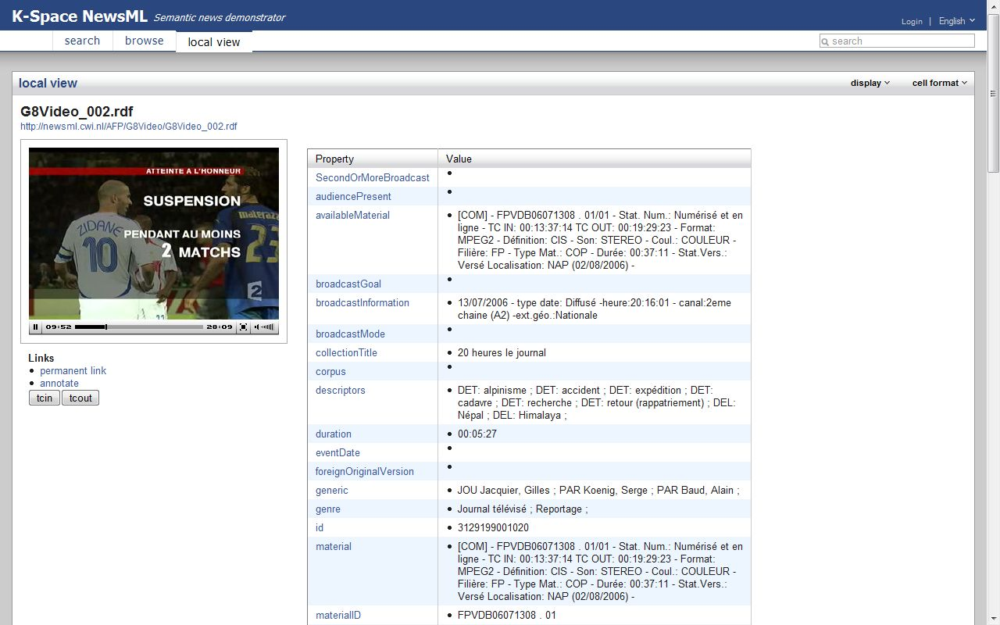 K-Space NewsML Semantic news demonstrator
Login | English
search browse local view search
local view display cell format
G8Video_002.rdf
http://newsml.cwi.nl/AFP/G8Video/G8Video_002.rdf
ATTEINTE A L'HONNEUR
SUSPENSION
PENDANT AU MOINS
2 MATCHS
ZIDANE
10
materazzi
23
2
09:52 28:09
Links
• permanent link
• annotate
tcin tcout
Property Value
SecondOrMoreBroadcast •
audiencePresent •
availableMaterial • [COM] - FPVDB06071308 . 01/01 - Stat. Num.: Numérisé et en
ligne - TC IN: 00:13:37:14 TC OUT: 00:19:29:23 - Format:
MPEG2 - Définition: CIS - Son: STEREO - Coul.: COULEUR -
Filière: FP - Type Mat.: COP - Durée: 00:37:11 - Stat.Vers.:
Versé Localisation: NAP (02/08/2006) -
broadcastGoal •
broadcastInformation • 13/07/2006 - type date: Diffusé -heure:20:16:01 - canal:2eme
chaine (A2) -ext.géo.:Nationale
broadcastMode •
collectionTitle • 20 heures le journal
corpus •
descriptors • DET: alpinisme ; DET: accident ; DET: expédition ; DET:
cadavre ; DET: recherche ; DET: retour (rappatriement) ; DEL:
Népal ; DEL: Himalaya ;
duration • 00:05:27
eventDate •
foreignOriginalVersion •
generic • JOU Jacquier, Gilles ; PAR Koenig, Serge ; PAR Baud, Alain ;
genre • Journal télévisé ; Reportage ;
id • 3129199001020
material • [COM] - FPVDB06071308 . 01/01 - Stat. Num.: Numérisé et en
ligne - TC IN: 00:13:37:14 TC OUT: 00:19:29:23 - Format:
MPEG2 - Définition: CIS - Son: STEREO - Coul.: COULEUR -
Filière: FP - Type Mat.: COP - Durée: 00:37:11 - Stat.Vers.:
Versé Localisation: NAP (02/08/2006) -
materialID • FPVDB06071308 . 01